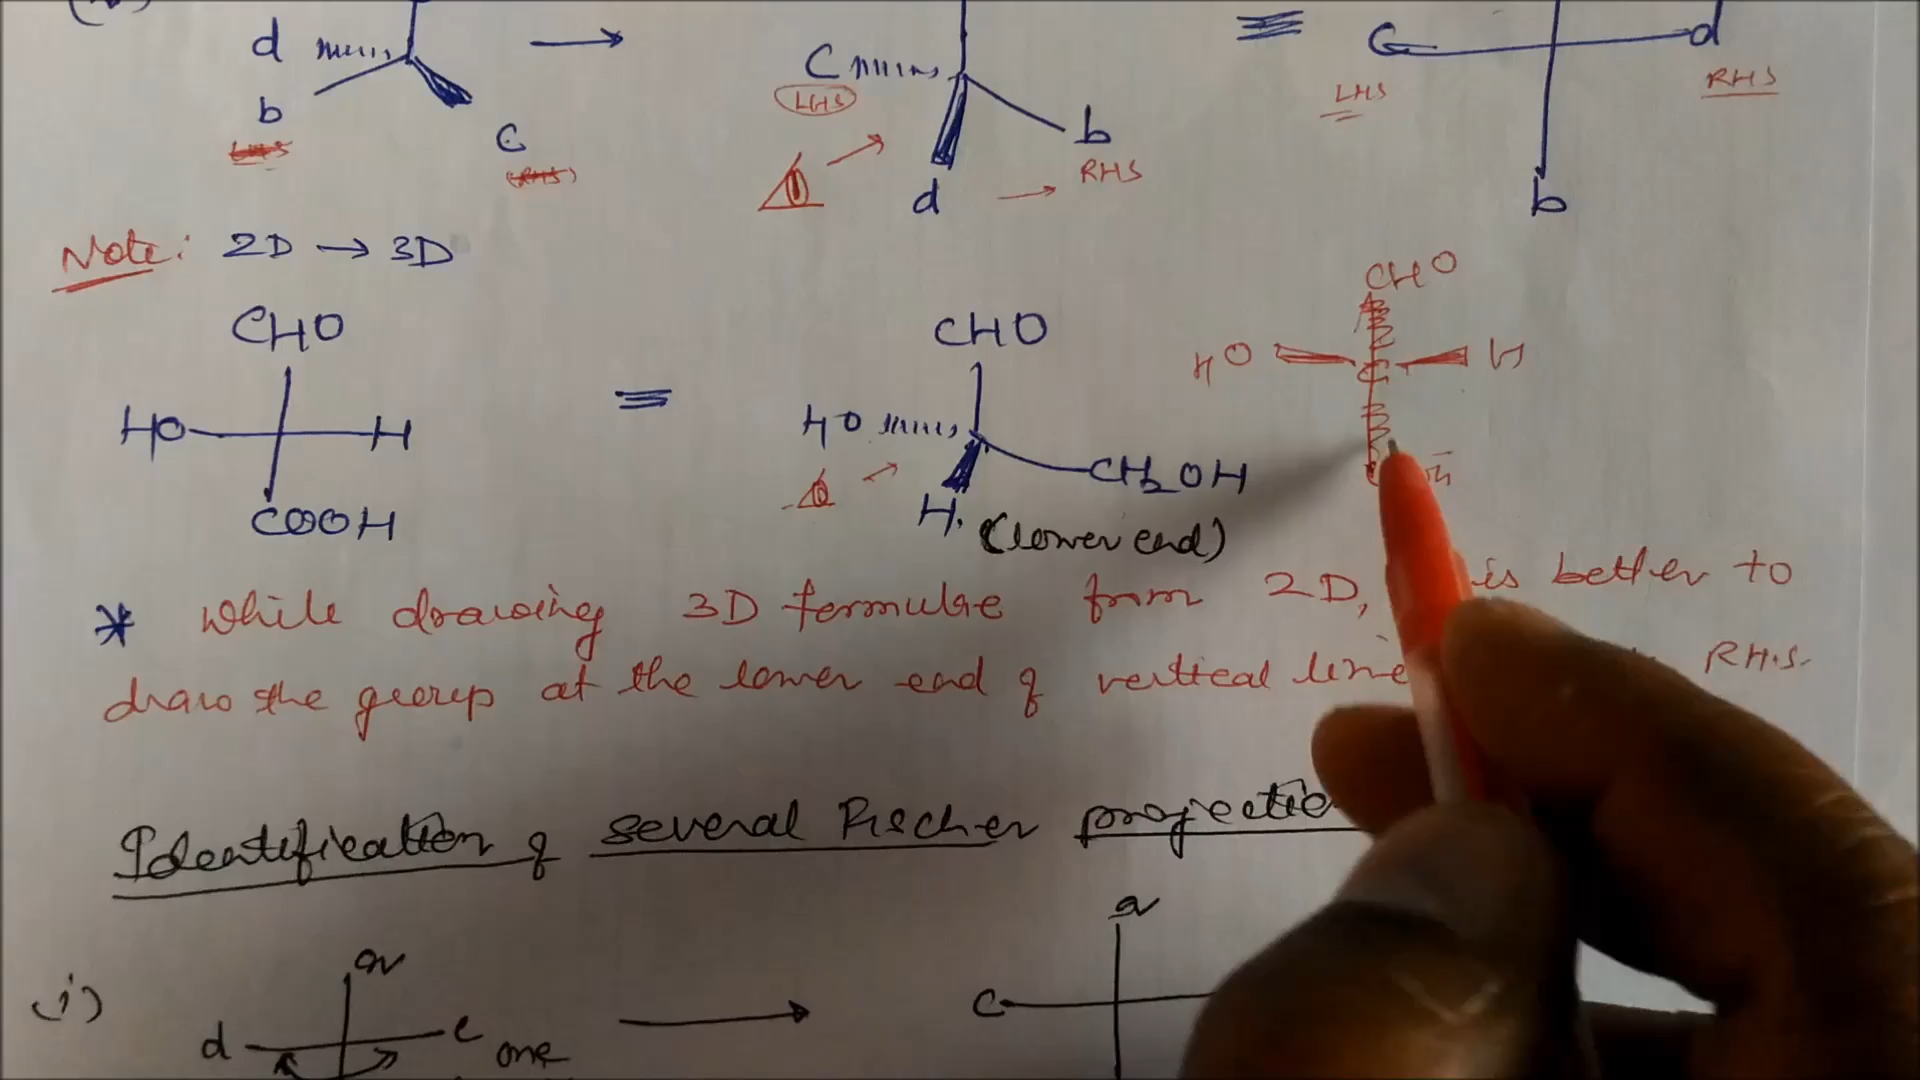 d
b
LHS
C
(RHS)
C
LHS
d
b
RHS
C
d
LHS
RHS
b
Note: 2D → 3D
CHO
HO
H
COOH
≡
CHO
HO
H.
CH2OH
(lower end)
CHO
HO
C
H
* While drawing 3D formulae from 2D, is better to
draw the group at the lower end of vertical line RHS.
Identification of several Fischer
(i)
a
d
c
one
a
C